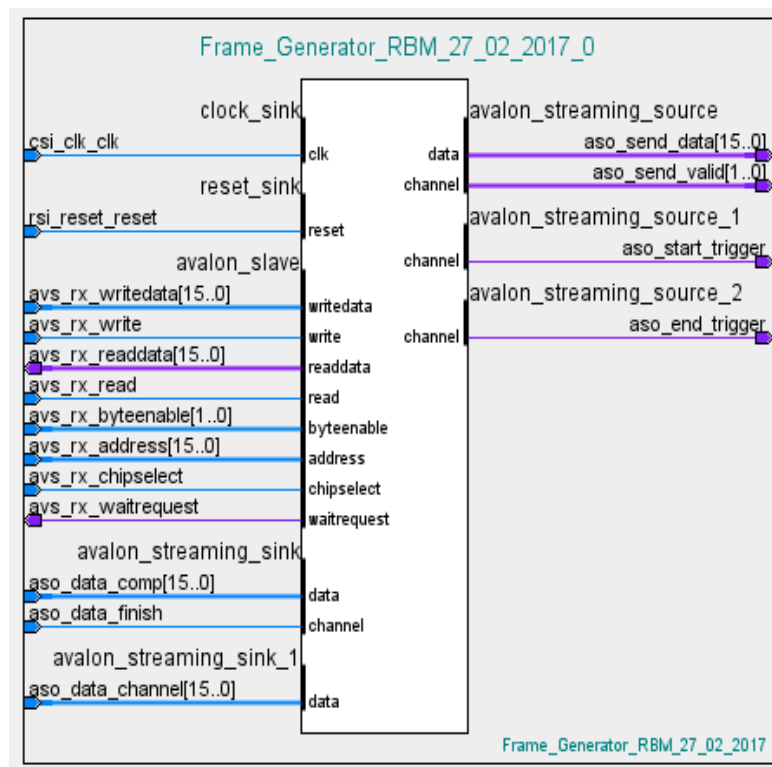 Frame_Generator_RBM_27_02_2017_0
clock_sink
csi_clk_clk
clk
reset_sink
rsi_reset_reset
reset
avalon_slave
avs_rx_writedata[15..0]
writedata
avs_rx_write
write
avs_rx_readdata[15..0]
readdata
avs_rx_read
read
avs_rx_byteenable[1..0]
byteenable
avs_rx_address[15..0]
address
avs_rx_chipselect
chipselect
avs_rx_waitrequest
waitrequest
avalon_streaming_sink
aso_data_comp[15..0]
data
aso_data_finish
channel
avalon_streaming_sink_1
aso_data_channel[15..0]
data
avalon_streaming_source
aso_send_data[15..0]
data
aso_send_valid[1..0]
channel
avalon_streaming_source_1
aso_start_trigger
channel
avalon_streaming_source_2
aso_end_trigger
channel
Frame_Generator_RBM_27_02_2017